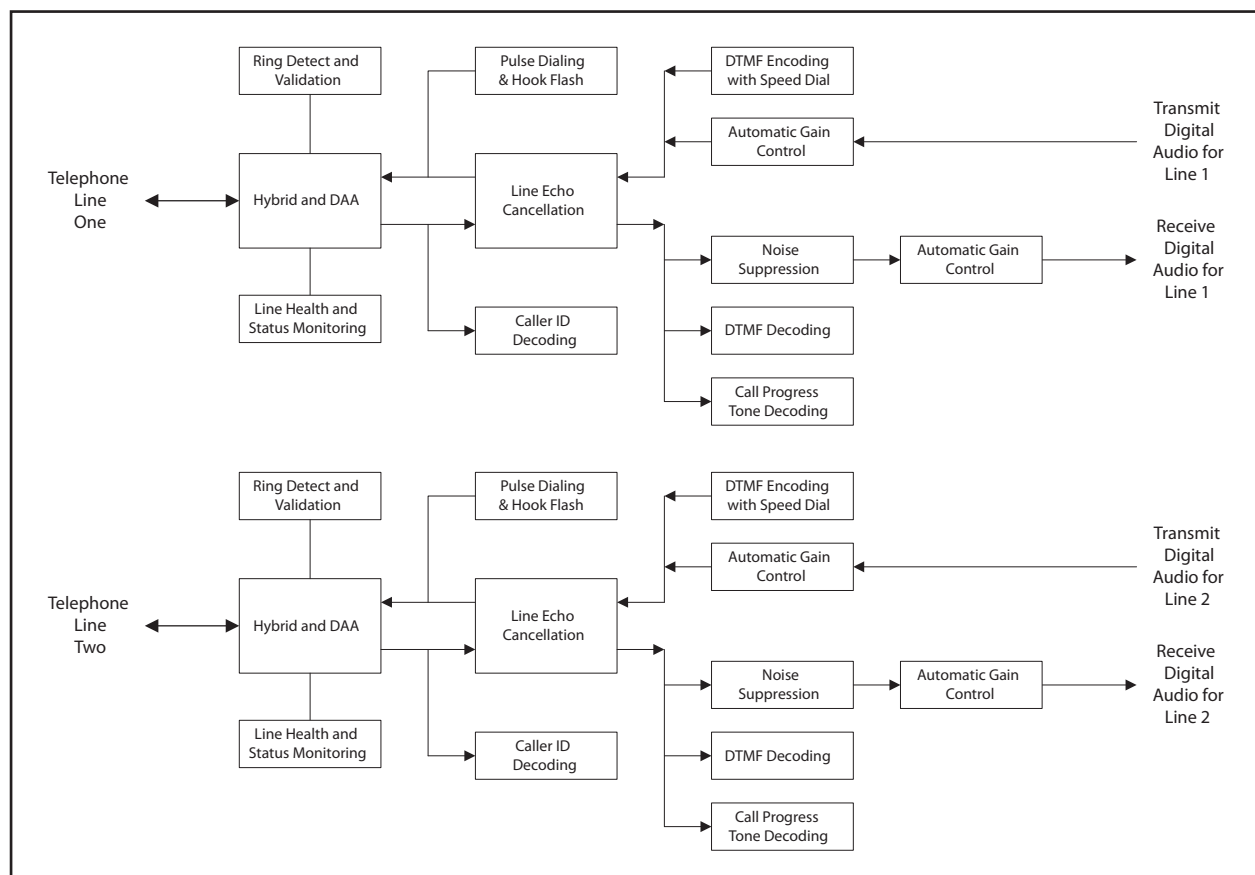 Ring Detect and
Validation
Pulse Dialing
& Hook Flash
DTMF Encoding
with Speed Dial
Automatic Gain
Control
Transmit
Digital
Audio for
Line 1
Telephone
Line
One
Hybrid and DAA
Line Echo
Cancellation
Noise
Suppression
Automatic Gain
Control
Receive
Digital
Audio for
Line 1
Line Health and
Status Monitoring
Caller ID
Decoding
DTMF Decoding
Call Progress
Tone Decoding
Ring Detect and
Validation
Pulse Dialing
& Hook Flash
DTMF Encoding
with Speed Dial
Automatic Gain
Control
Transmit
Digital
Audio for
Line 2
Telephone
Line
Two
Hybrid and DAA
Line Echo
Cancellation
Noise
Suppression
Automatic Gain
Control
Receive
Digital
Audio for
Line 2
Line Health and
Status Monitoring
Caller ID
Decoding
DTMF Decoding
Call Progress
Tone Decoding